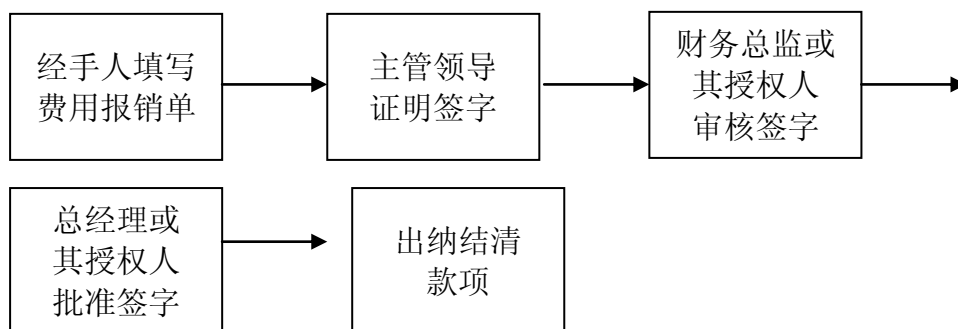 经手人填写
费用报销单
主管领导
证明签字
财务总监或
其授权人
审核签字
总经理或
其授权人
批准签字
出纳结清
款项